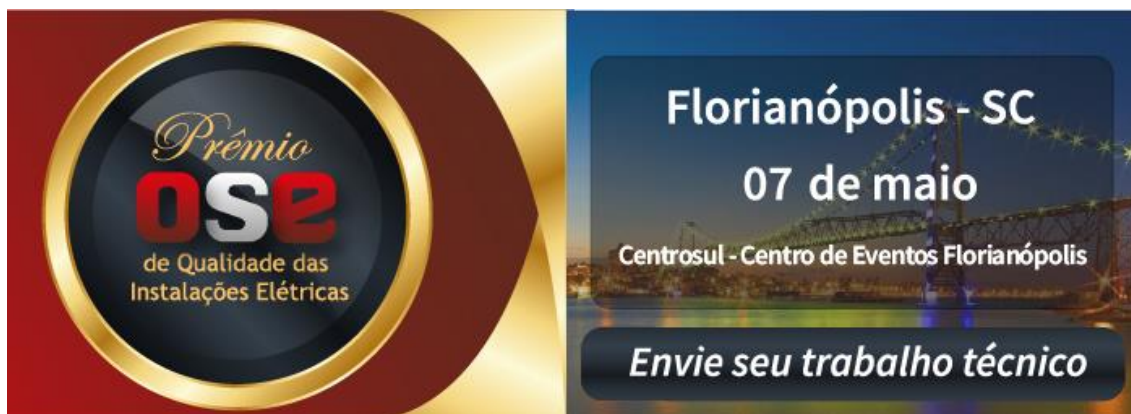 Prêmio
OSE
de Qualidade das
Instalações Elétricas
Florianópolis - SC
07 de maio
Centrosul - Centro de Eventos Florianópolis
Envie seu trabalho técnico